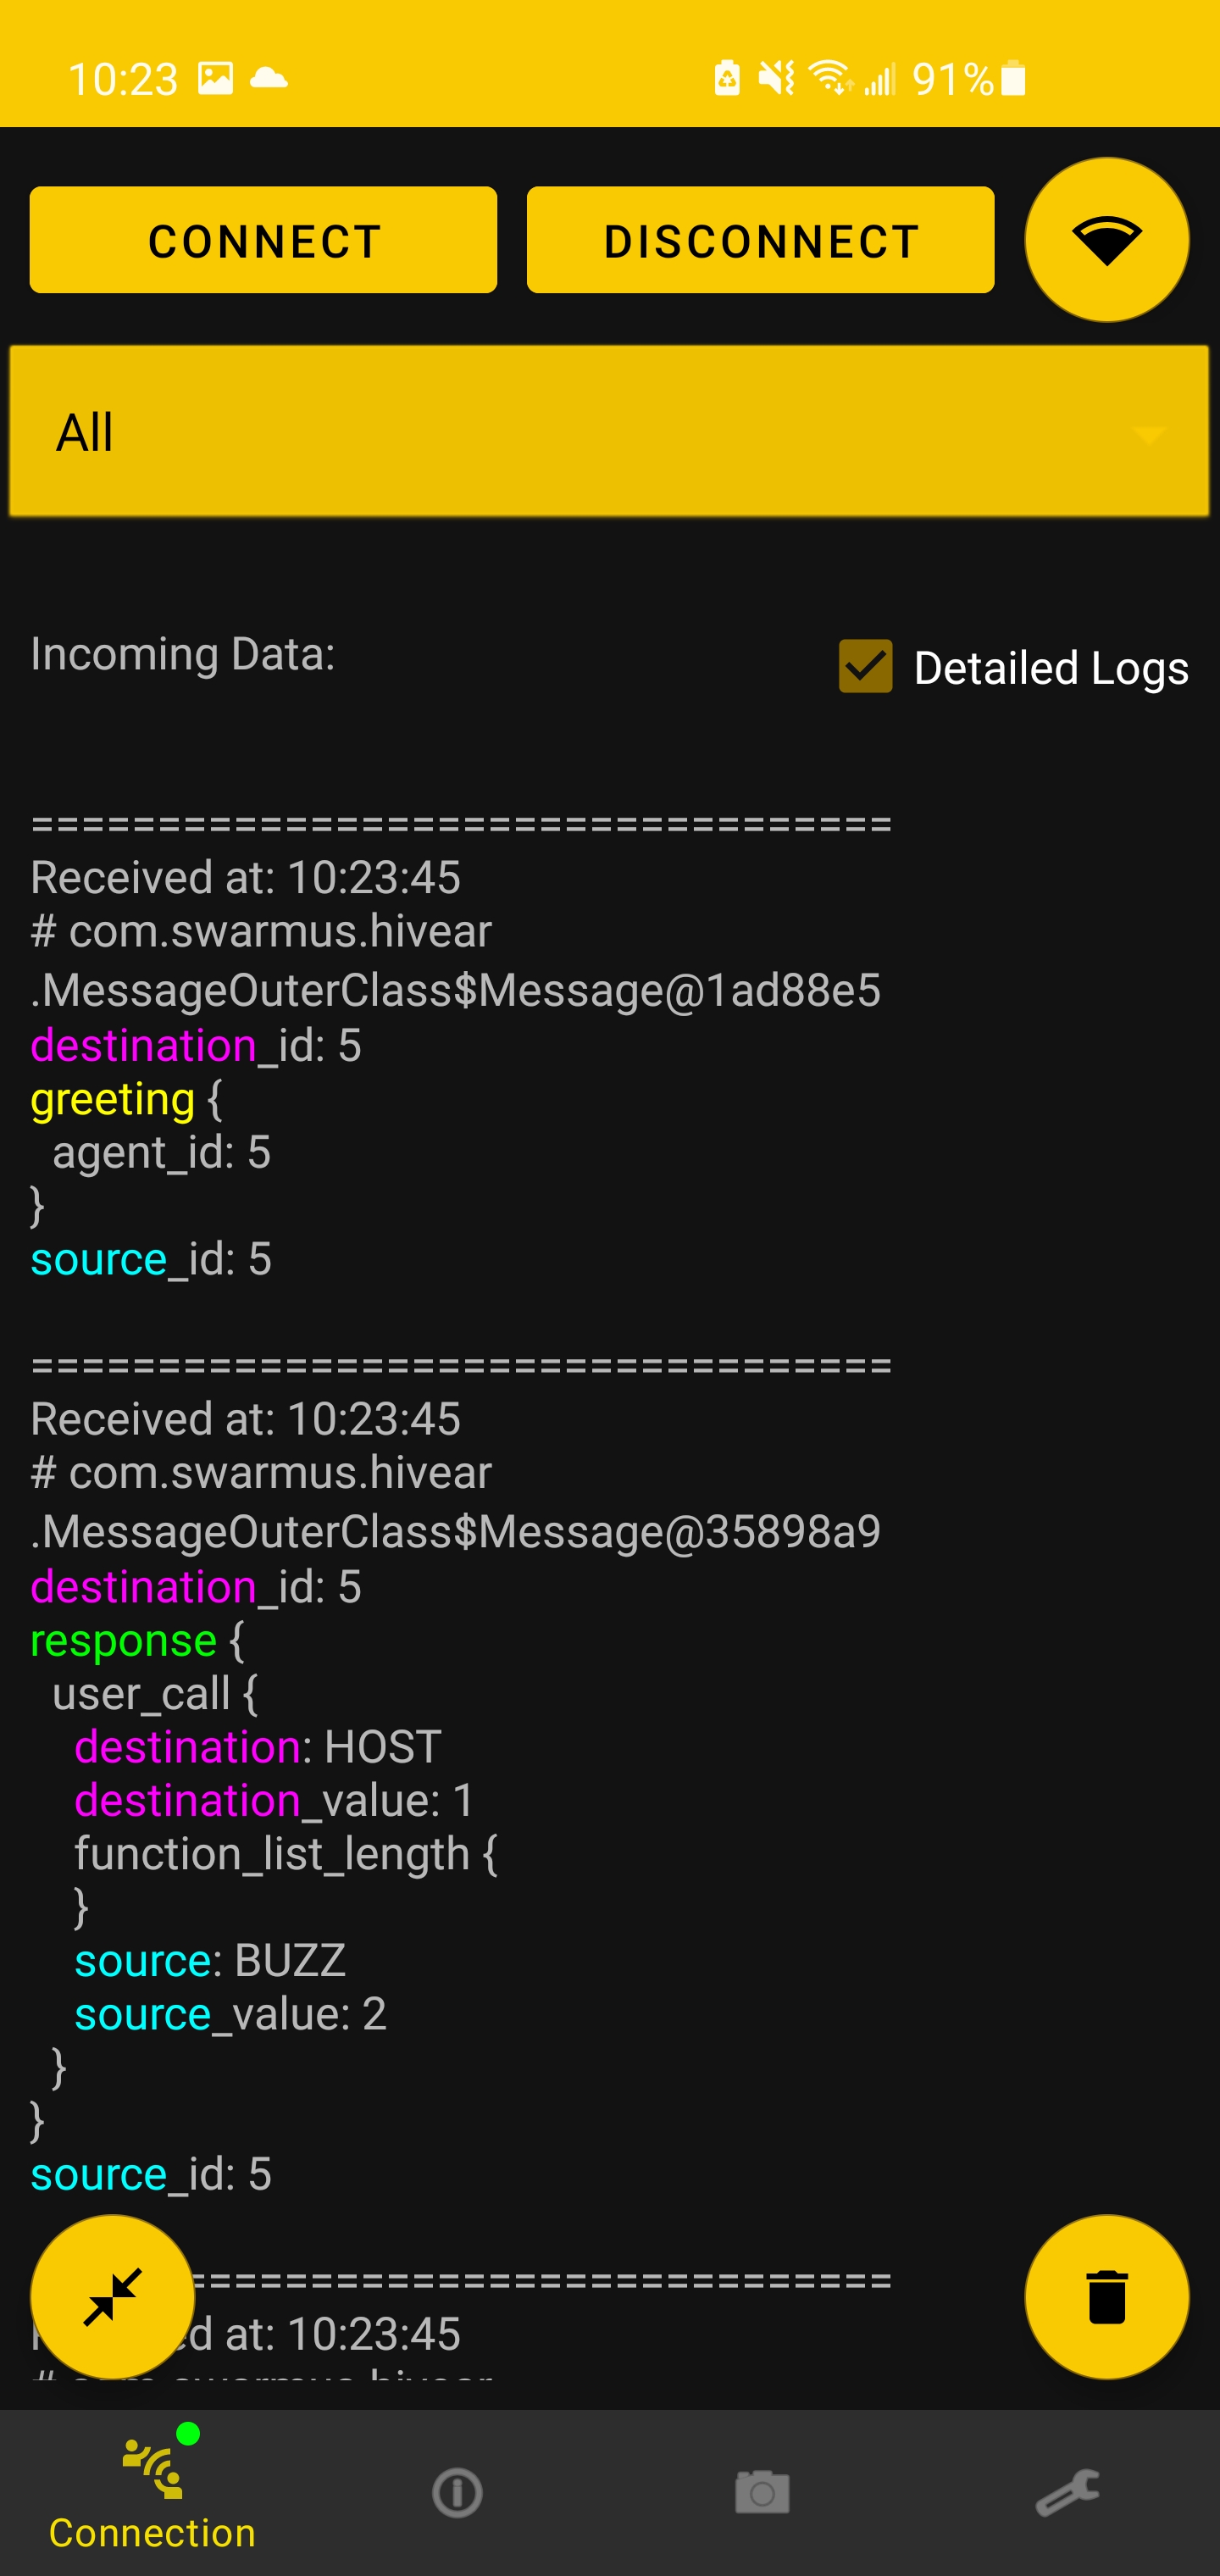 10:23 91%
CONNECT DISCONNECT
All
Incoming Data: Detailed Logs
==================================
Received at: 10:23:45
# com.swarmus.hivear
.MessageOuterClass$Message@1ad88e5
destination_id: 5
greeting {
  agent_id: 5
}
source_id: 5
==================================
Received at: 10:23:45
# com.swarmus.hivear
.MessageOuterClass$Message@35898a9
destination_id: 5
response {
  user_call {
    destination: HOST
    destination_value: 1
    function_list_length {
    }
    source: BUZZ
    source_value: 2
  }
}
source_id: 5
============================
at: 10:23:45
Connection